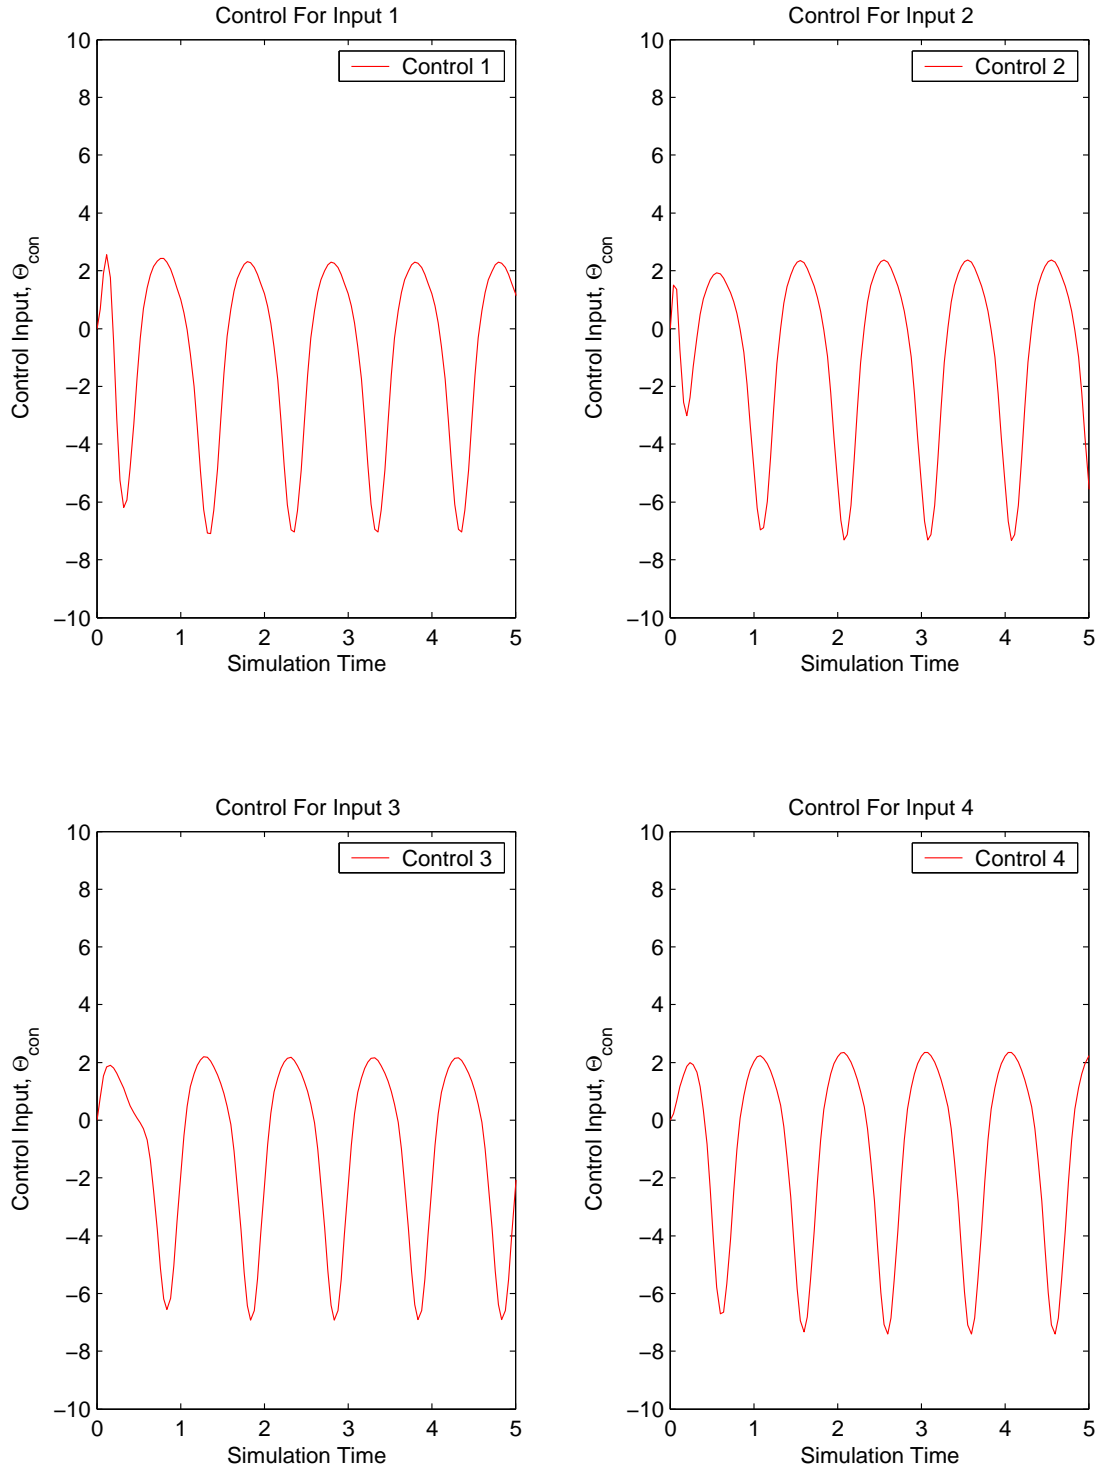 Control For Input 1
10
8
6
4
2
0
−2
−4
−6
−8
−10
Control Input, Θcon
Control 1
0 1 2 3 4 5
Simulation Time
Control For Input 2
10
8
6
4
2
0
−2
−4
−6
−8
−10
Control Input, Θcon
Control 2
0 1 2 3 4 5
Simulation Time
Control For Input 3
10
8
6
4
2
0
−2
−4
−6
−8
−10
Control Input, Θcon
Control 3
0 1 2 3 4 5
Simulation Time
Control For Input 4
10
8
6
4
2
0
−2
−4
−6
−8
−10
Control Input, Θcon
Control 4
0 1 2 3 4 5
Simulation Time